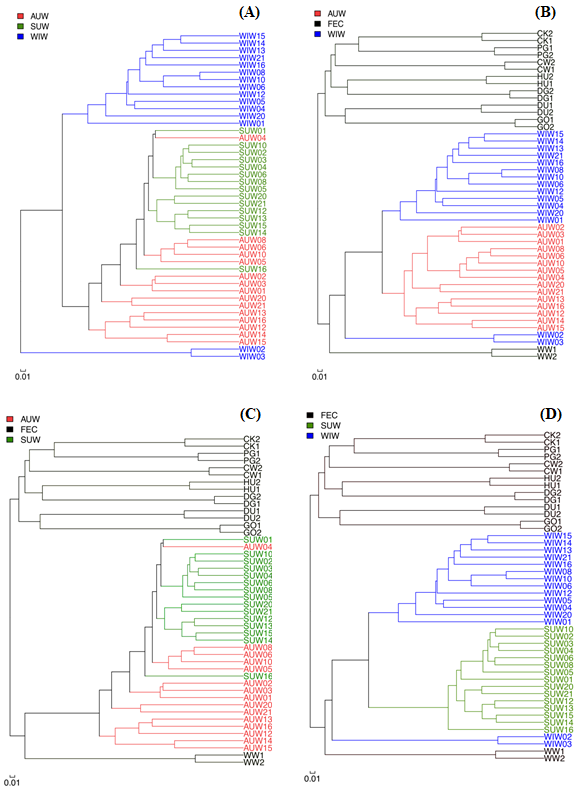 (A)
AUW
SUW
WIW
WIW15
WIW14
WIW13
WIW21
WIW16
WIW08
WIW10
WIW06
WIW12
WIW05
WIW04
WIW20
WIW01
SUW01
AUW04
SUW10
SUW02
SUW03
SUW04
SUW06
SUW08
SUW05
SUW20
SUW21
SUW12
SUW13
SUW15
SUW14
AUW08
AUW06
AUW10
AUW05
SUW16
AUW02
AUW03
AUW01
AUW20
AUW21
AUW13
AUW16
AUW12
AUW14
AUW15
WIW02
WIW03
0.01
(B)
AUW
FEC
WIW
CK2
CK1
PG1
PG2
CW2
CW1
HU2
HU1
DG2
DG1
DU1
DU2
GO1
GO2
WIW15
WIW14
WIW13
WIW21
WIW16
WIW08
WIW10
WIW06
WIW12
WIW05
WIW04
WIW20
WIW01
AUW02
AUW03
AUW01
AUW08
AUW06
AUW10
AUW05
AUW04
AUW20
AUW21
AUW13
AUW16
AUW12
AUW14
AUW15
WIW02
WIW03
WW1
WW2
0.01
(C)
AUW
FEC
SUW
CK2
CK1
PG1
PG2
CW2
CW1
HU2
HU1
DG2
DG1
DU1
DU2
GO1
GO2
SUW01
AUW04
SUW10
SUW02
SUW03
SUW04
SUW06
SUW08
SUW05
SUW20
SUW21
SUW12
SUW13
SUW15
SUW14
AUW08
AUW06
AUW10
AUW05
SUW16
AUW02
AUW03
AUW01
AUW20
AUW21
AUW13
AUW16
AUW12
AUW14
AUW15
WW1
WW2
0.01
(D)
FEC
SUW
WIW
CK2
CK1
PG1
PG2
CW2
CW1
HU2
HU1
DG2
DG1
DU1
DU2
GO1
GO2
WIW15
WIW14
WIW13
WIW21
WIW16
WIW08
WIW10
WIW06
WIW12
WIW05
WIW04
WIW20
WIW01
SUW10
SUW02
SUW03
SUW04
SUW06
SUW08
SUW05
SUW01
SUW20
SUW21
SUW12
SUW13
SUW15
SUW14
SUW16
WIW02
WIW03
WW1
WW2
0.01